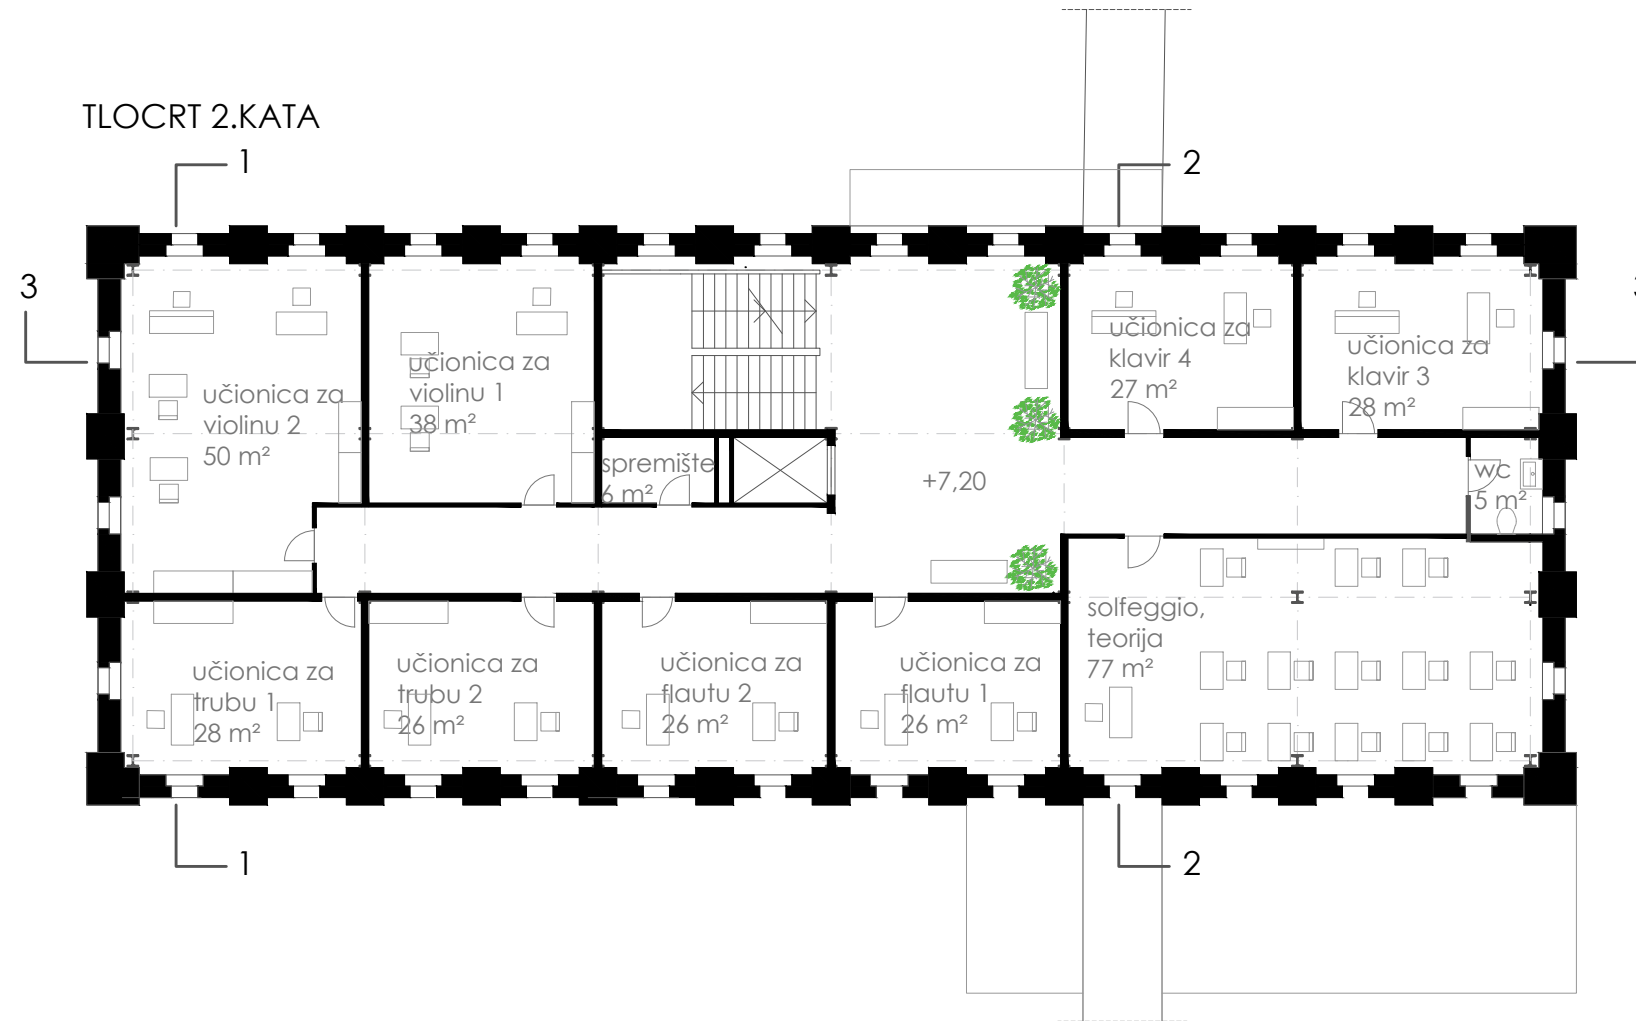 TLOCRT 2.KATA
1
2
3
učionica za
violinu 2
50 m²
učionica za
violinu 1
38 m²
spremište
6 m²
+7,20
učionica za
klavir 4
27 m²
učionica za
klavir 3
28 m²
wc
5 m²
učionica za
trubu 1
28 m²
učionica za
trubu 2
26 m²
učionica za
flautu 2
26 m²
učionica za
flautu 1
26 m²
solfeggio,
teorija
77 m²
1
2